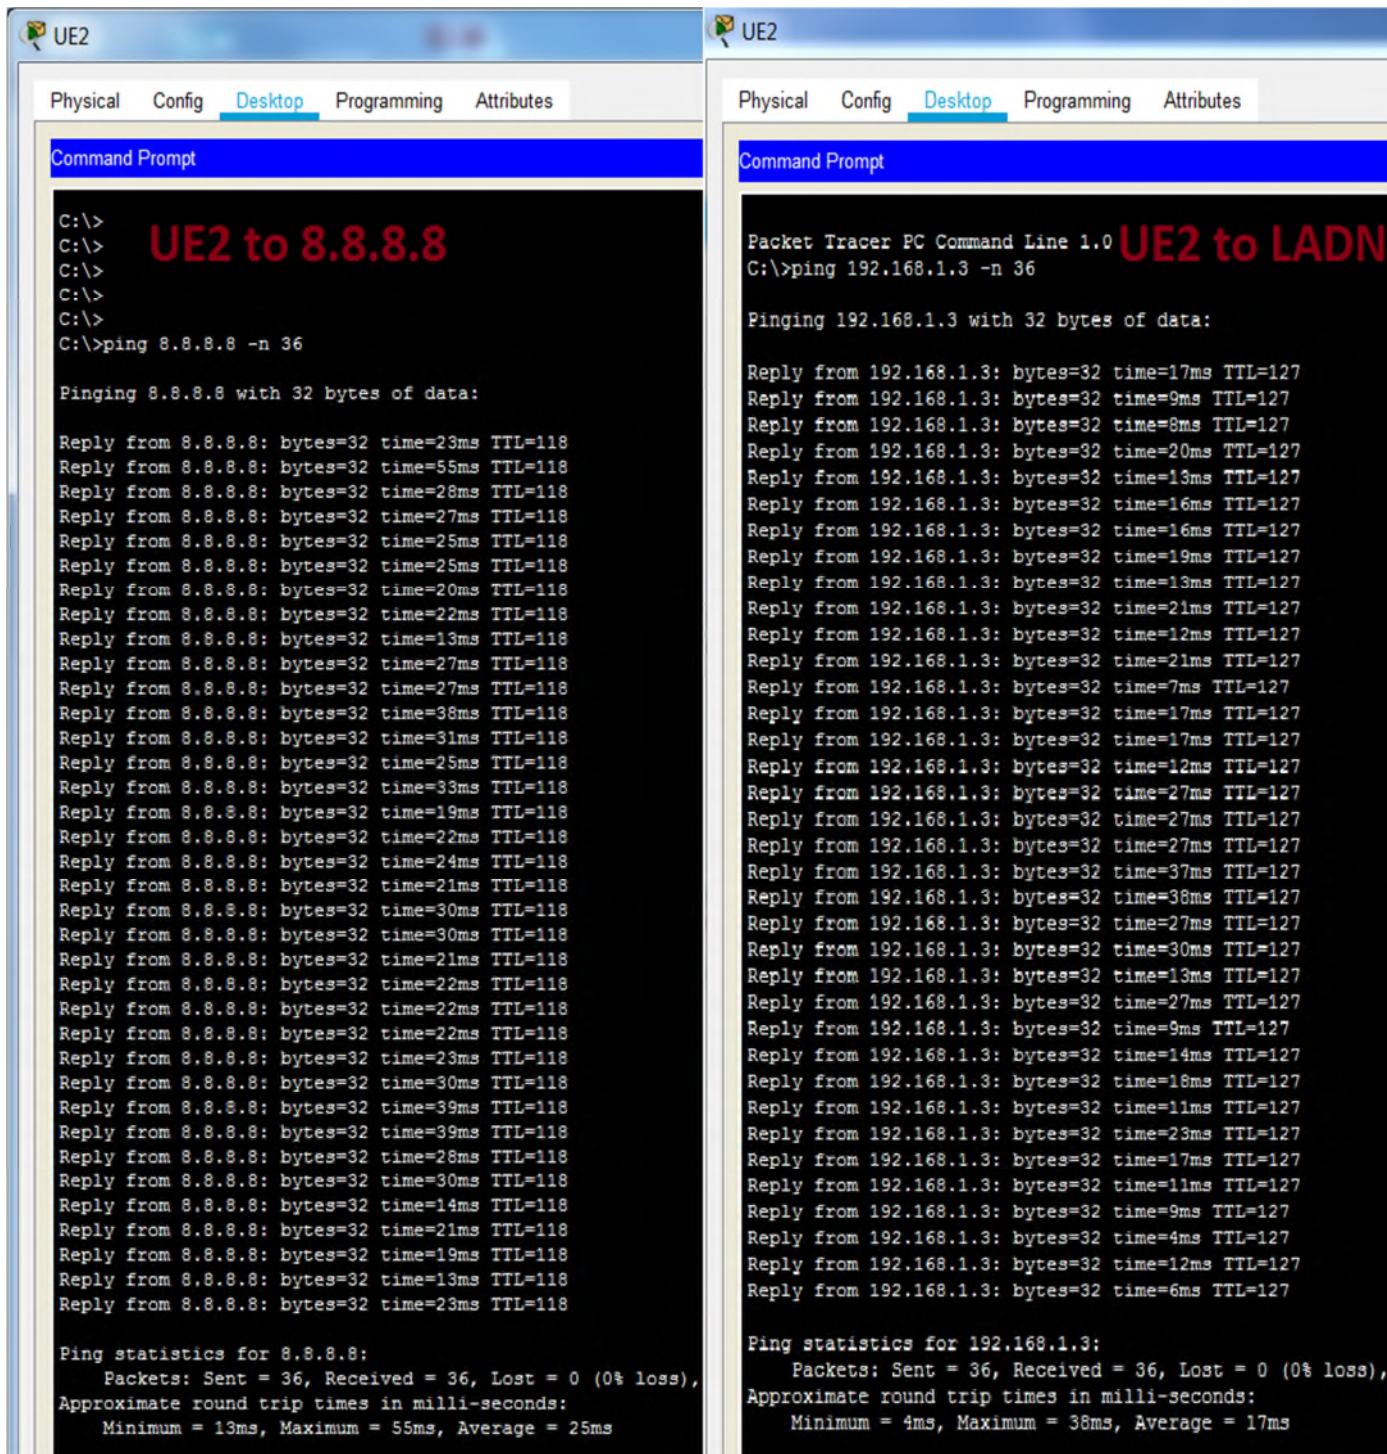 UE2
Physical Config Desktop Programming Attributes
Command Prompt
C:\>
C:\>
C:\>
C:\>
C:\>
UE2 to 8.8.8.8
C:\>ping 8.8.8.8 -n 36
Pinging 8.8.8.8 with 32 bytes of data:
Reply from 8.8.8.8: bytes=32 time=23ms TTL=118
Reply from 8.8.8.8: bytes=32 time=55ms TTL=118
Reply from 8.8.8.8: bytes=32 time=28ms TTL=118
Reply from 8.8.8.8: bytes=32 time=27ms TTL=118
Reply from 8.8.8.8: bytes=32 time=25ms TTL=118
Reply from 8.8.8.8: bytes=32 time=25ms TTL=118
Reply from 8.8.8.8: bytes=32 time=20ms TTL=118
Reply from 8.8.8.8: bytes=32 time=22ms TTL=118
Reply from 8.8.8.8: bytes=32 time=13ms TTL=118
Reply from 8.8.8.8: bytes=32 time=27ms TTL=118
Reply from 8.8.8.8: bytes=32 time=27ms TTL=118
Reply from 8.8.8.8: bytes=32 time=38ms TTL=118
Reply from 8.8.8.8: bytes=32 time=31ms TTL=118
Reply from 8.8.8.8: bytes=32 time=25ms TTL=118
Reply from 8.8.8.8: bytes=32 time=33ms TTL=118
Reply from 8.8.8.8: bytes=32 time=19ms TTL=118
Reply from 8.8.8.8: bytes=32 time=22ms TTL=118
Reply from 8.8.8.8: bytes=32 time=24ms TTL=118
Reply from 8.8.8.8: bytes=32 time=21ms TTL=118
Reply from 8.8.8.8: bytes=32 time=30ms TTL=118
Reply from 8.8.8.8: bytes=32 time=30ms TTL=118
Reply from 8.8.8.8: bytes=32 time=21ms TTL=118
Reply from 8.8.8.8: bytes=32 time=22ms TTL=118
Reply from 8.8.8.8: bytes=32 time=22ms TTL=118
Reply from 8.8.8.8: bytes=32 time=22ms TTL=118
Reply from 8.8.8.8: bytes=32 time=23ms TTL=118
Reply from 8.8.8.8: bytes=32 time=30ms TTL=118
Reply from 8.8.8.8: bytes=32 time=39ms TTL=118
Reply from 8.8.8.8: bytes=32 time=39ms TTL=118
Reply from 8.8.8.8: bytes=32 time=28ms TTL=118
Reply from 8.8.8.8: bytes=32 time=30ms TTL=118
Reply from 8.8.8.8: bytes=32 time=14ms TTL=118
Reply from 8.8.8.8: bytes=32 time=21ms TTL=118
Reply from 8.8.8.8: bytes=32 time=19ms TTL=118
Reply from 8.8.8.8: bytes=32 time=13ms TTL=118
Reply from 8.8.8.8: bytes=32 time=23ms TTL=118
Ping statistics for 8.8.8.8:
Packets: Sent = 36, Received = 36, Lost = 0 (0% loss),
Approximate round trip times in milli-seconds:
Minimum = 13ms, Maximum = 55ms, Average = 25ms
UE2
Physical Config Desktop Programming Attributes
Command Prompt
Packet Tracer PC Command Line 1.0
UE2 to LADN
C:\>ping 192.168.1.3 -n 36
Pinging 192.168.1.3 with 32 bytes of data:
Reply from 192.168.1.3: bytes=32 time=17ms TTL=127
Reply from 192.168.1.3: bytes=32 time=9ms TTL=127
Reply from 192.168.1.3: bytes=32 time=8ms TTL=127
Reply from 192.168.1.3: bytes=32 time=20ms TTL=127
Reply from 192.168.1.3: bytes=32 time=13ms TTL=127
Reply from 192.168.1.3: bytes=32 time=16ms TTL=127
Reply from 192.168.1.3: bytes=32 time=16ms TTL=127
Reply from 192.168.1.3: bytes=32 time=19ms TTL=127
Reply from 192.168.1.3: bytes=32 time=13ms TTL=127
Reply from 192.168.1.3: bytes=32 time=21ms TTL=127
Reply from 192.168.1.3: bytes=32 time=12ms TTL=127
Reply from 192.168.1.3: bytes=32 time=21ms TTL=127
Reply from 192.168.1.3: bytes=32 time=7ms TTL=127
Reply from 192.168.1.3: bytes=32 time=17ms TTL=127
Reply from 192.168.1.3: bytes=32 time=17ms TTL=127
Reply from 192.168.1.3: bytes=32 time=12ms TTL=127
Reply from 192.168.1.3: bytes=32 time=27ms TTL=127
Reply from 192.168.1.3: bytes=32 time=27ms TTL=127
Reply from 192.168.1.3: bytes=32 time=27ms TTL=127
Reply from 192.168.1.3: bytes=32 time=37ms TTL=127
Reply from 192.168.1.3: bytes=32 time=38ms TTL=127
Reply from 192.168.1.3: bytes=32 time=27ms TTL=127
Reply from 192.168.1.3: bytes=32 time=30ms TTL=127
Reply from 192.168.1.3: bytes=32 time=13ms TTL=127
Reply from 192.168.1.3: bytes=32 time=27ms TTL=127
Reply from 192.168.1.3: bytes=32 time=9ms TTL=127
Reply from 192.168.1.3: bytes=32 time=14ms TTL=127
Reply from 192.168.1.3: bytes=32 time=18ms TTL=127
Reply from 192.168.1.3: bytes=32 time=11ms TTL=127
Reply from 192.168.1.3: bytes=32 time=23ms TTL=127
Reply from 192.168.1.3: bytes=32 time=17ms TTL=127
Reply from 192.168.1.3: bytes=32 time=11ms TTL=127
Reply from 192.168.1.3: bytes=32 time=9ms TTL=127
Reply from 192.168.1.3: bytes=32 time=4ms TTL=127
Reply from 192.168.1.3: bytes=32 time=12ms TTL=127
Reply from 192.168.1.3: bytes=32 time=6ms TTL=127
Ping statistics for 192.168.1.3:
Packets: Sent = 36, Received = 36, Lost = 0 (0% loss),
Approximate round trip times in milli-seconds:
Minimum = 4ms, Maximum = 38ms, Average = 17ms